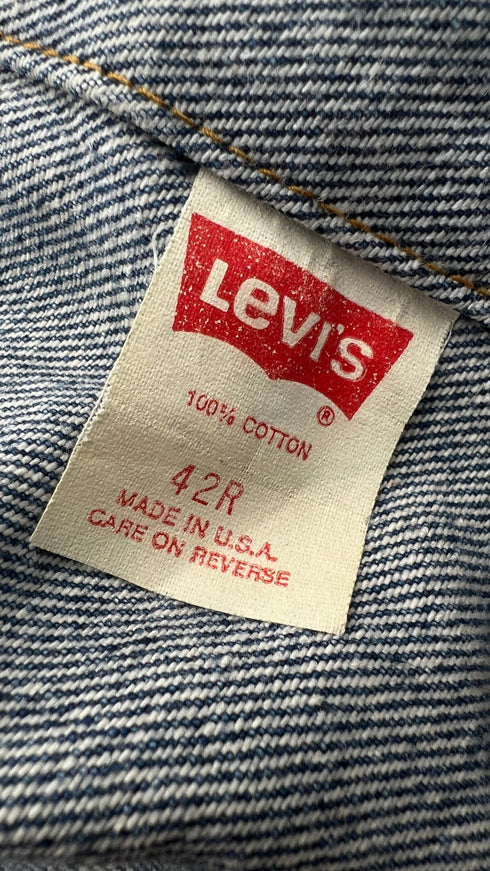 Levi's
®
100% COTTON
42R
MADE IN U.S.A.
CARE ON REVERSE